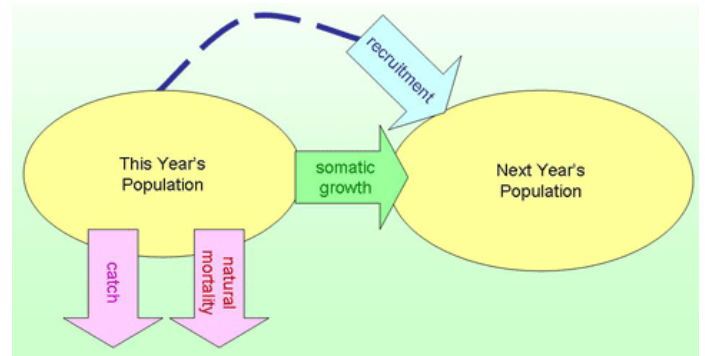 recruitment
This Year's
Population
somatic
growth
Next Year's
Population
catch
natural
mortality